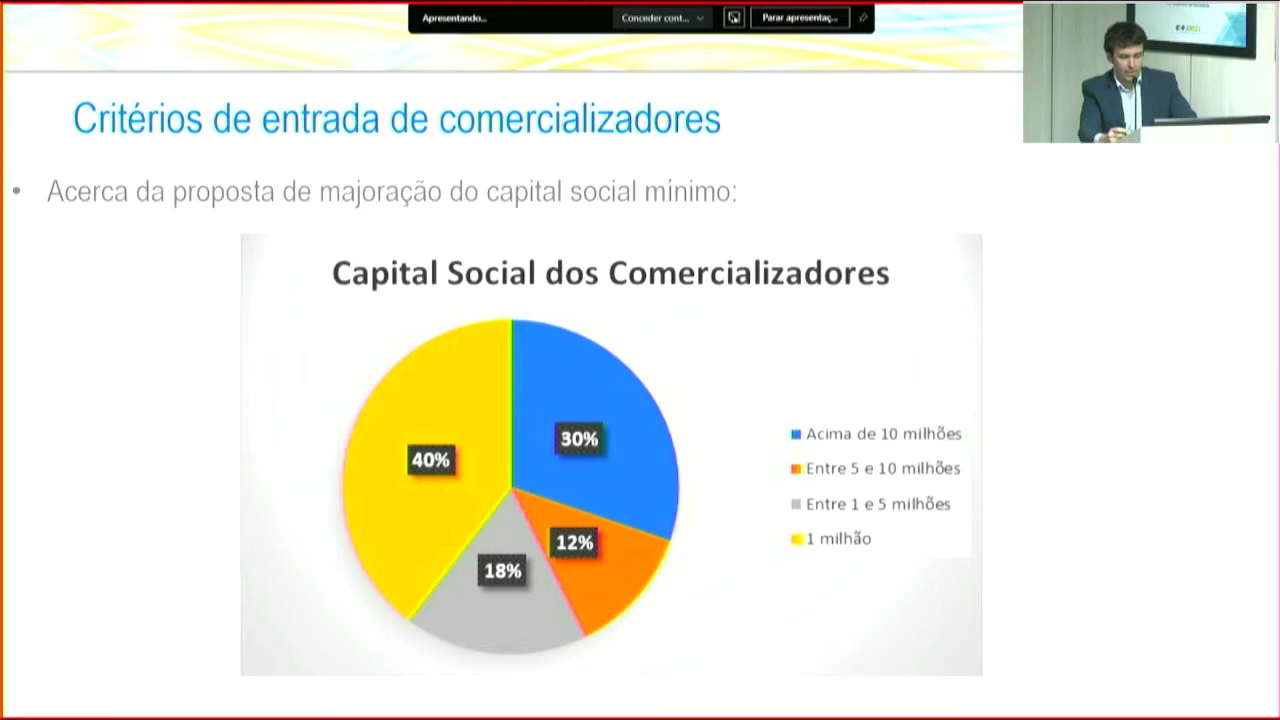 Apresentando...
Conceder cont...
Parar apresentaç...
Critérios de entrada de comercializadores
• Acerca da proposta de majoração do capital social mínimo:
Capital Social dos Comercializadores
30%
40%
12%
18%
Acima de 10 milhões
Entre 5 e 10 milhões
Entre 1 e 5 milhões
1 milhão